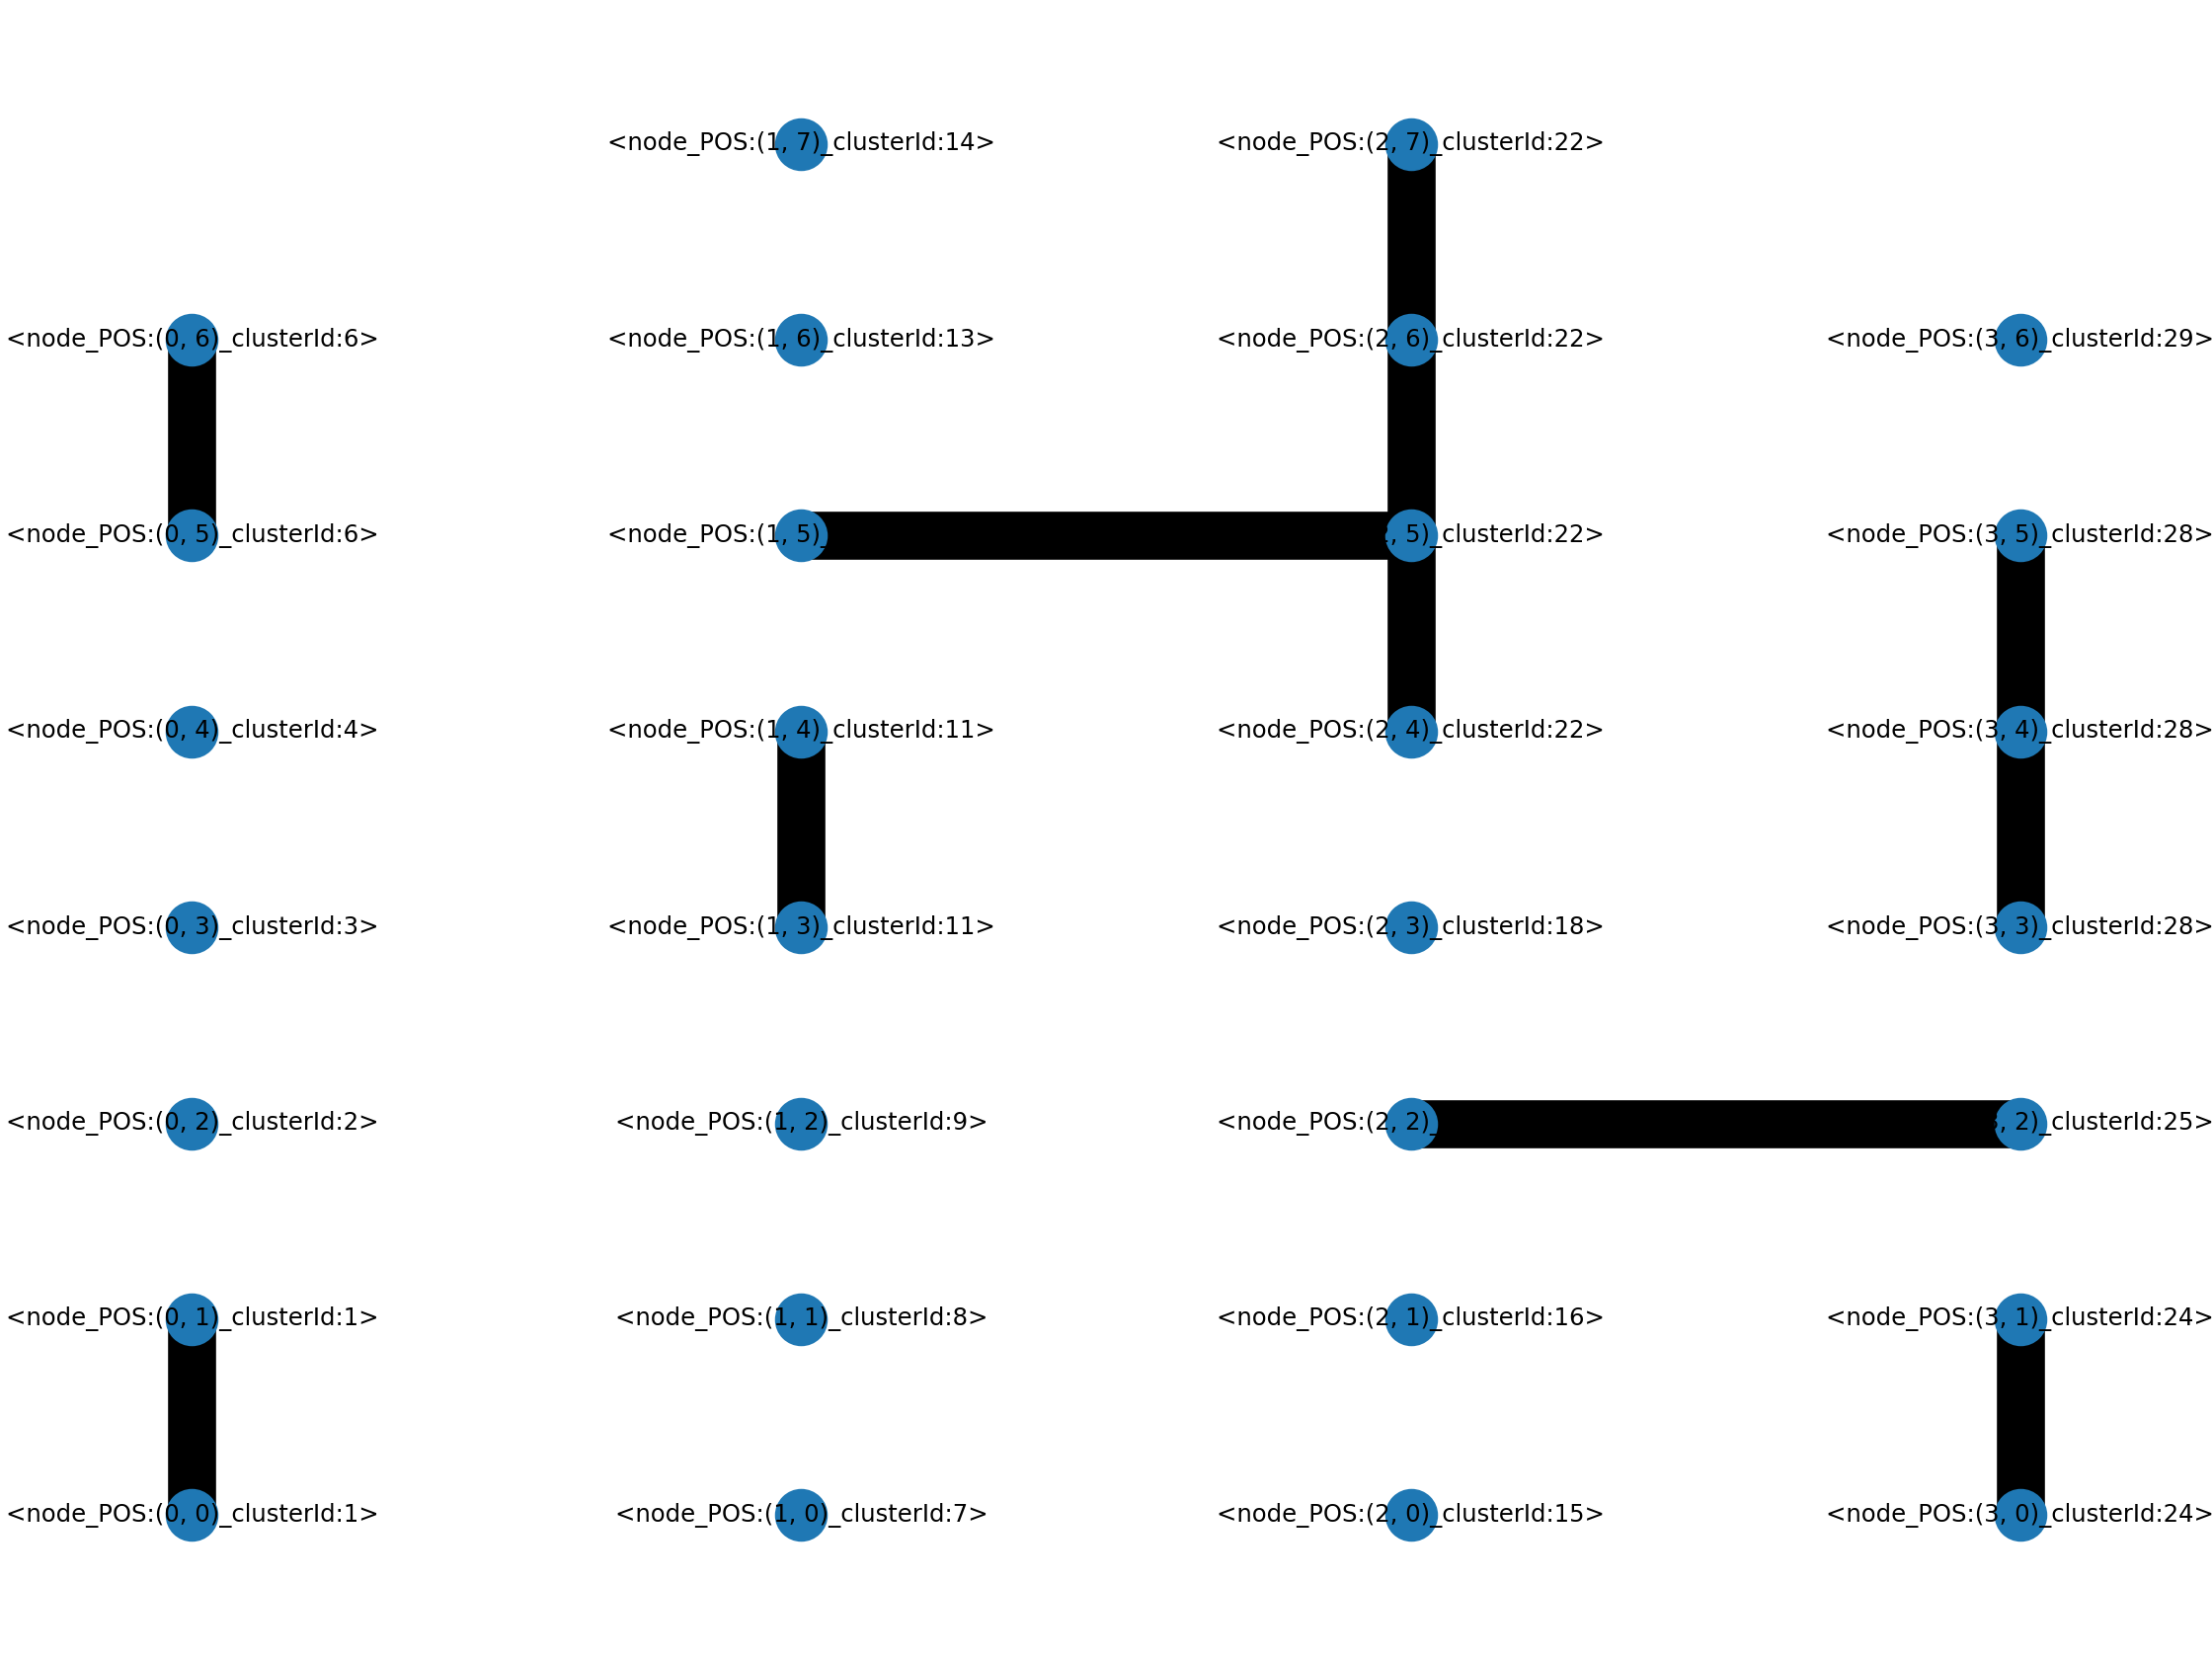 <node_POS:(1, 7)_clusterId:14> <node_POS:(2, 7)_clusterId:22>
<node_POS:(0, 6)_clusterId:6> <node_POS:(1, 6)_clusterId:13> <node_POS:(2, 6)_clusterId:22> <node_POS:(3, 6)_clusterId:29>
<node_POS:(0, 5)_clusterId:6> <node_POS:(1, 5)_ , 5)_clusterId:22> <node_POS:(3, 5)_clusterId:28>
<node_POS:(0, 4)_clusterId:4> <node_POS:(1, 4)_clusterId:11> <node_POS:(2, 4)_clusterId:22> <node_POS:(3, 4)_clusterId:28>
<node_POS:(0, 3)_clusterId:3> <node_POS:(1, 3)_clusterId:11> <node_POS:(2, 3)_clusterId:18> <node_POS:(3, 3)_clusterId:28>
<node_POS:(0, 2)_clusterId:2> <node_POS:(1, 2)_clusterId:9> <node_POS:(2, 2)_ , 2)_clusterId:25>
<node_POS:(0, 1)_clusterId:1> <node_POS:(1, 1)_clusterId:8> <node_POS:(2, 1)_clusterId:16> <node_POS:(3, 1)_clusterId:24>
<node_POS:(0, 0)_clusterId:1> <node_POS:(1, 0)_clusterId:7> <node_POS:(2, 0)_clusterId:15> <node_POS:(3, 0)_clusterId:24>